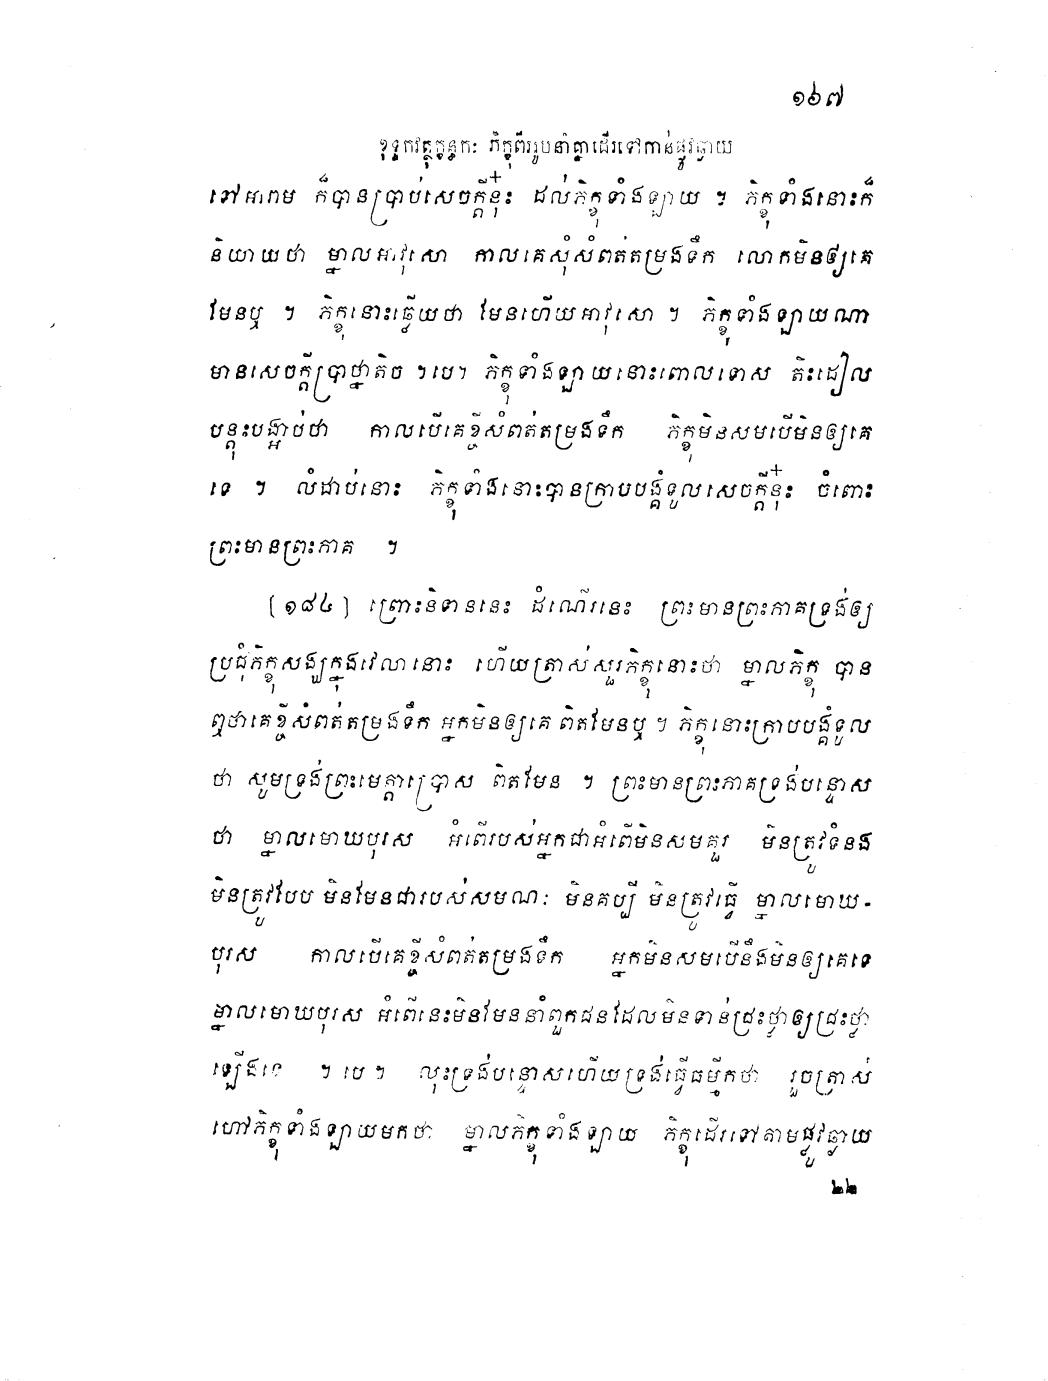 ១៦៧
ខុទ្ទកវត្ថុក្ខន្ធកៈ ភិក្ខុពីររូបនាំគ្នាដើរទៅកាន់ផ្លូវឆ្ងាយ
ទៅអារាម ក៏បានប្រាប់សេចក្តីនុ៎ះ ដល់ភិក្ខុទាំងឡាយ ។ ភិក្ខុទាំងនោះក៏
និយាយថា ម្នាលអាវុសោ កាលគេសុំសំពត់តម្រងទឹក លោកមិនឲ្យគេ
មែនឬ ។ ភិក្ខុនោះឆ្លើយថា មែនហើយអាវុសោ ។ ភិក្ខុទាំងឡាយណា
មានសេចក្តីប្រាថ្នាតិច ។បេ។ ភិក្ខុទាំងឡាយនោះពោលទោស តិះដៀល
បន្តុះបង្អាប់ថា កាលបើគេខ្ចីសំពត់តម្រងទឹក ភិក្ខុមិនសមបើមិនឲ្យគេ
ទេ ។ លំដាប់នោះ ភិក្ខុទាំងនោះបានក្រាបបង្គំទូលសេចក្តីនុ៎ះ ចំពោះ
ព្រះមានព្រះភាគ ។
[១៨៤] ព្រោះនិទាននេះ ដំណើរនេះ ព្រះមានព្រះភាគទ្រង់ឲ្យ
ប្រជុំភិក្ខុសង្ឃក្នុងវេលានោះ ហើយត្រាស់សួរភិក្ខុនោះថា ម្នាលភិក្ខុ បាន
ឮថាគេខ្ចីសំពត់តម្រងទឹក អ្នកមិនឲ្យគេ ពិតមែនឬ ។ ភិក្ខុនោះក្រាបបង្គំទូល
ថា សូមទ្រង់ព្រះមេត្តាប្រោស ពិតមែន ។ ព្រះមានព្រះភាគទ្រង់បន្ទោស
ថា ម្នាលមោឃបុរស អំពើរបស់អ្នកជាអំពើមិនសមគួរ មិនត្រូវទំនង
មិនត្រូវបែប មិនមែនជារបស់សមណៈ មិនគប្បី មិនត្រូវធ្វើ ម្នាលមោឃ-
បុរស កាលបើគេខ្ចីសំពត់តម្រងទឹក អ្នកមិនសមបើនឹងមិនឲ្យគេទេ
ម្នាលមោឃបុរស អំពើនេះមិនមែននាំពួកជនដែលមិនទាន់ជ្រះថ្លាឲ្យជ្រះថ្លា
ឡើងទេ ។ បេ ។ លុះទ្រង់បន្ទោសហើយទ្រង់ធ្វើធម្មីកថា រួចត្រាស់
ហៅភិក្ខុទាំងឡាយមកថា ម្នាលភិក្ខុទាំងឡាយ ភិក្ខុដើរទៅតាមផ្លូវឆ្ងាយ
២២